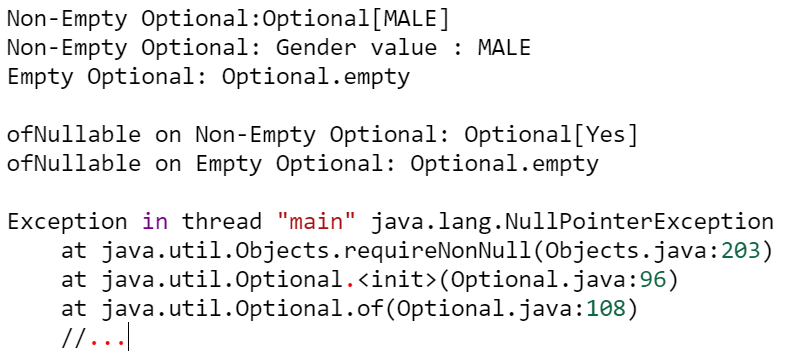 Non-Empty Optional:Optional[MALE]
Non-Empty Optional: Gender value : MALE
Empty Optional: Optional.empty
ofNullable on Non-Empty Optional: Optional[Yes]
ofNullable on Empty Optional: Optional.empty
Exception in thread "main" java.lang.NullPointerException
at java.util.Objects.requireNonNull(Objects.java:203)
at java.util.Optional.<init>(Optional.java:96)
at java.util.Optional.of(Optional.java:108)
//...